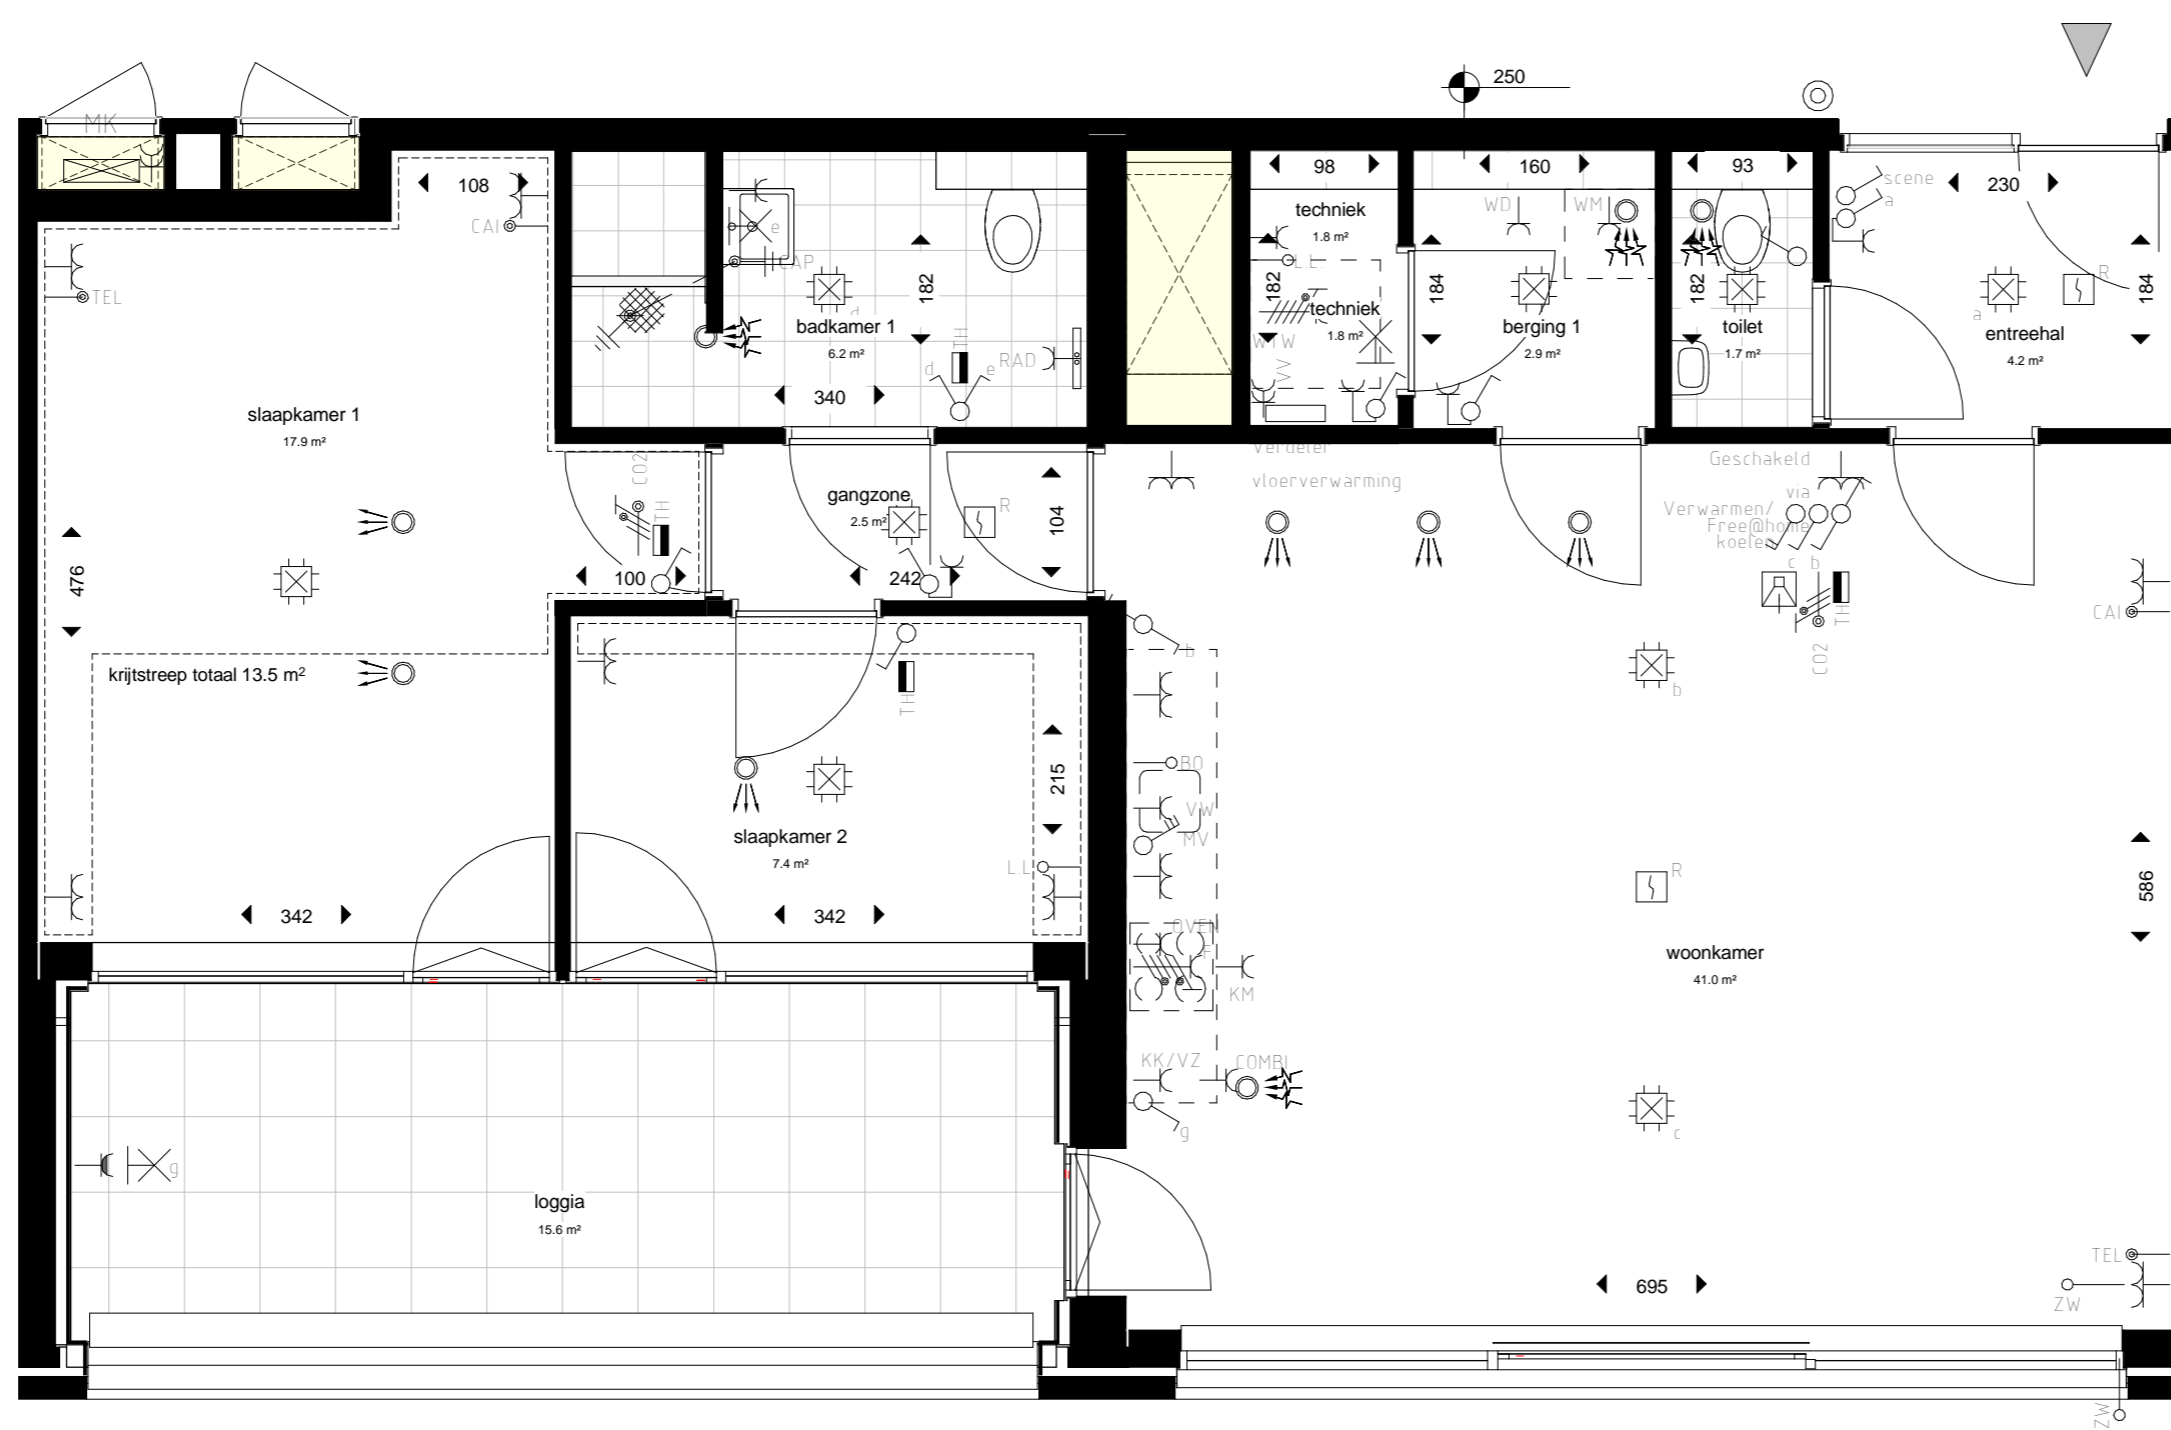 250
MK
108
CAI
TEL
98
160
93
230
scene
a
techniek
1.8 m²
WD
WM
e
CAP
182
L.L.
182
184
182
184
R
d
techniek
1.8 m²
badkamer 1
6.2 m²
berging 1
2.9 m²
toilet
1.7 m²
a
entreehal
4.2 m²
WTW
VV
TH
RAD
d
e
340
slaapkamer 1
17.9 m²
Verdeler
vloerverwarming
Geschakeld
via
Verwarmen/
Free@home
koelen
c b
CO2
TH
gangzone
2.5 m²
R
104
100
242
476
TH
CO2
CAI
b
krijtstreep totaal 13.5 m²
TH
b
215
BO
VW
MV
slaapkamer 2
7.4 m²
L.L.
R
586
342
342
OVEN
F
KM
woonkamer
41.0 m²
KK/VZ
COMBI
g
c
g
loggia
15.6 m²
TEL
ZW
695
ZW